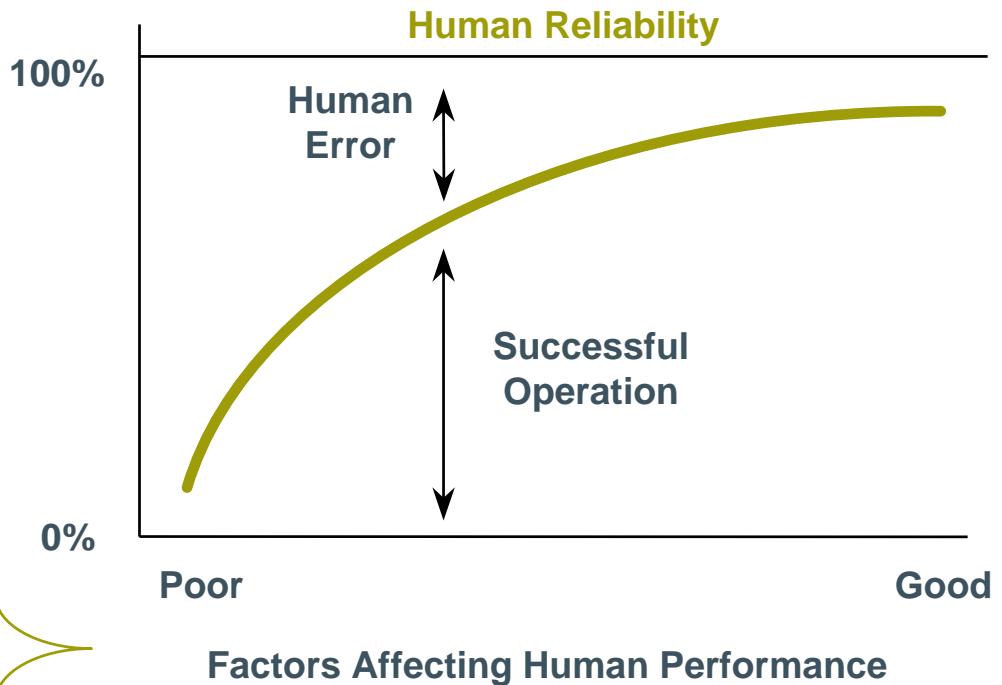 Human Reliability
100%
Human
Error
Successful
Operation
0%
Poor
Good
Factors Affecting Human Performance